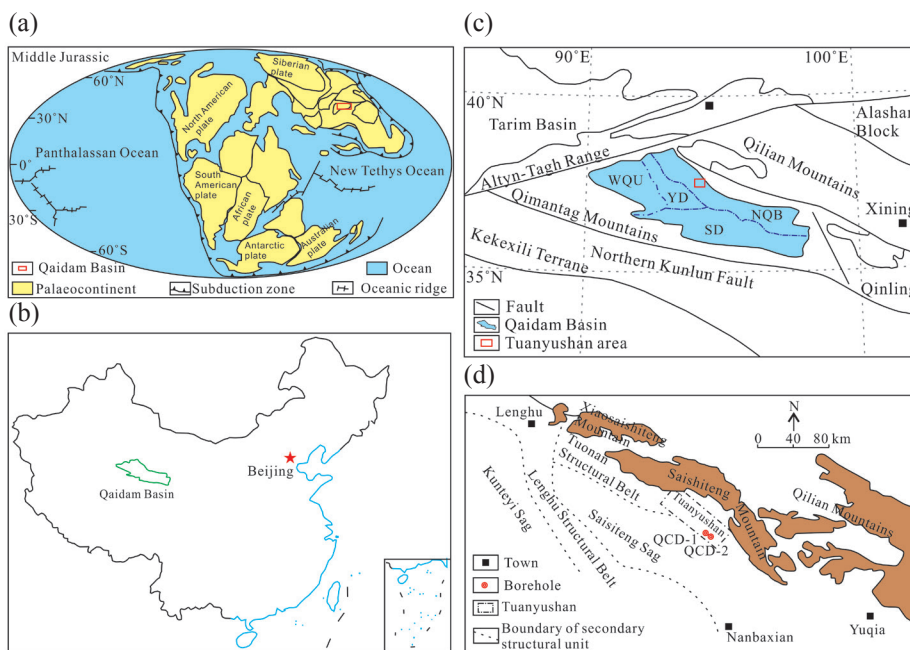 (a)
Middle Jurassic
60°N
30°N
0°
30°S
60°S
Siberian
plate
North American
plate
Panthalassan Ocean
New Tethys Ocean
South
American
plate
African
plate
Antarctic
plate
Australian
plate
Qaidam Basin
Ocean
Palaeocontinent
Subduction zone
Oceanic ridge
(b)
Beijing
Qaidam Basin
(c)
90°E
100°E
40°N
Tarim Basin
Alashan
Block
Altyn-Tagh Range
Qilian Mountains
WQU
YD
NQB
SD
Xining
Qimantag Mountains
Kekexili Terrane
Northern Kunlun Fault
35°N
Qinling
Fault
Qaidam Basin
Tuanyushan area
(d)
Lenghu
Xiaosaishiteng
Mountain
N
0 40 80 km
Tuonan
Structural Belt
Saishiteng
Mountain
Kunteyi Sag
Lenghu Structural
Belt
Saisiteng Sag
Tuanyushan
Qilian Mountains
QCD-1
QCD-2
Town
Borehole
Tuanyushan
Boundary of secondary
structural unit
Nanbaxian
Yuqia